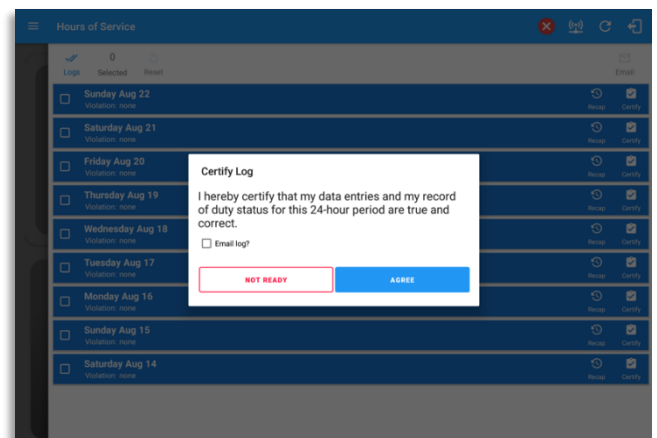 Hours of Service
0
Logs Selected Reset Email
Sunday Aug 22
Violation: none Recap Certify
Saturday Aug 21
Violation: none Recap Certify
Friday Aug 20
Violation: none Recap Certify
Thursday Aug 19
Violation: none Recap Certify
Wednesday Aug 18
Violation: none Recap Certify
Tuesday Aug 17
Violation: none Recap Certify
Monday Aug 16
Violation: none Recap Certify
Sunday Aug 15
Violation: none Recap Certify
Saturday Aug 14
Violation: none Recap Certify
Certify Log
I hereby certify that my data entries and my record
of duty status for this 24-hour period are true and
correct.
Email log?
NOT READY AGREE